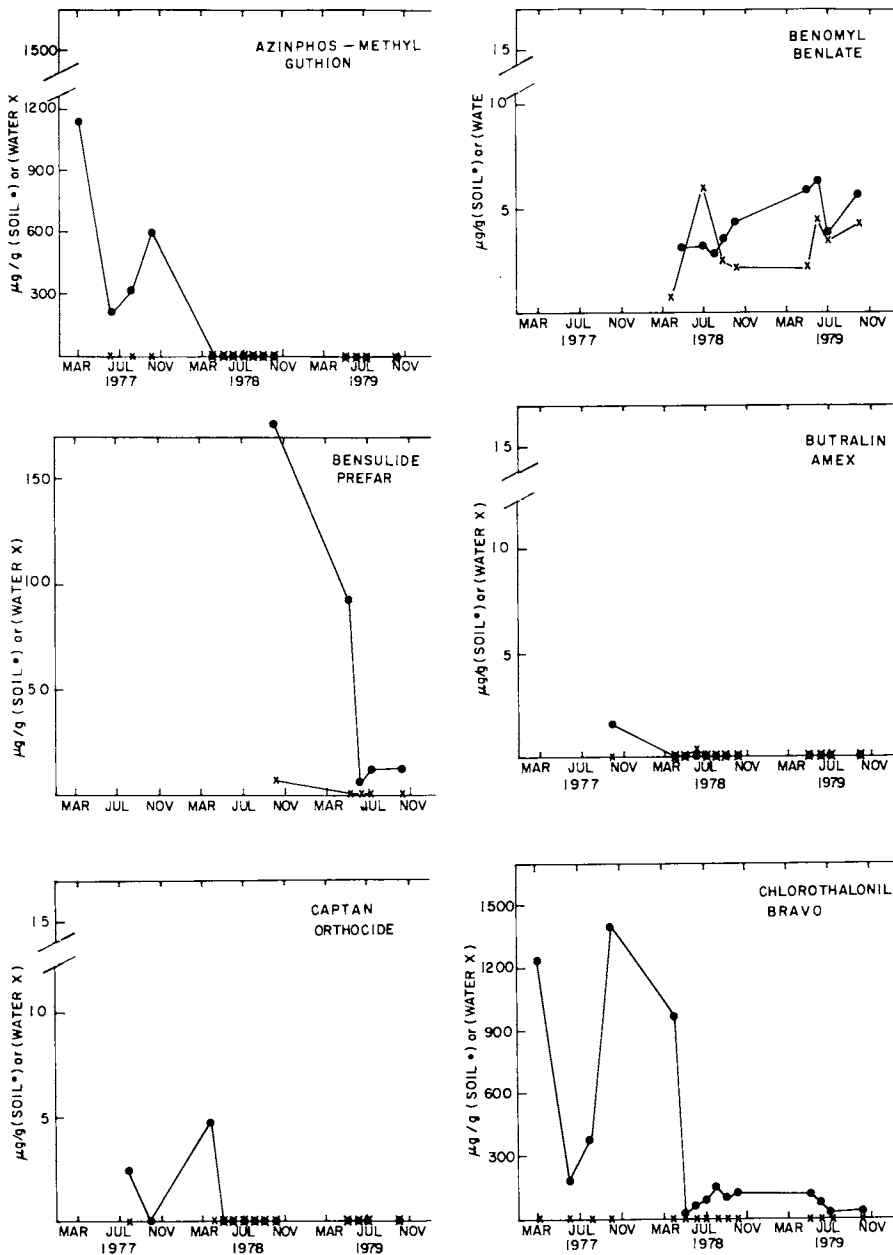 AZINPHOS-METHYL
GUTHION
1500
1200
900
600
300
µg/g (SOIL •) or (WATER X
MAR JUL NOV MAR JUL NOV MAR JUL NOV
1977 1978 1979
BENOMYL
BENLATE
15
10
5
µg/g (SOIL •) or (WATE
MAR JUL NOV MAR JUL NOV MAR JUL NOV
1977 1978 1979
BENSULIDE
PREFAR
150
100
50
µg/g (SOIL •) or (WATER X)
MAR JUL NOV MAR JUL NOV MAR JUL NOV
1977 1978 1979
BUTRALIN
AMEX
15
10
5
µg/g (SOIL •) or (WATER X)
MAR JUL NOV MAR JUL NOV MAR JUL NOV
1977 1978 1979
CAPTAN
ORTHOCIDE
15
10
5
µg/g (SOIL •) or (WATER X)
MAR JUL NOV MAR JUL NOV MAR JUL NOV
1977 1978 1979
CHLOROTHALONIL
BRAVO
1500
1200
900
600
300
µg/g (SOIL •) or (WATER X)
MAR JUL NOV MAR JUL NOV MAR JUL NOV
1977 1978 1979